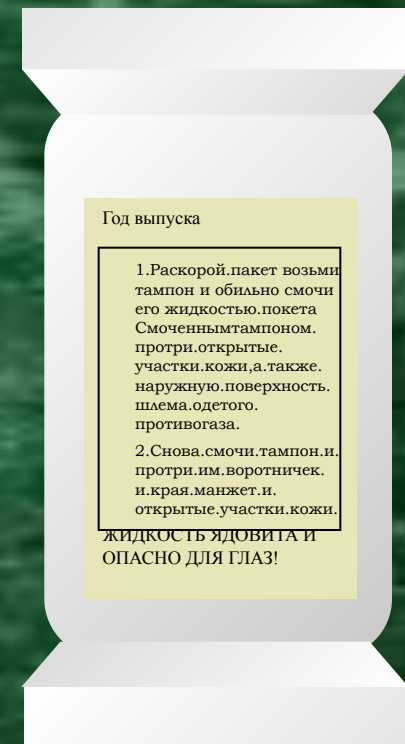 Год выпуска
1.Раскорой.пакет возьми
тампон и обильно смочи
его жидкостью.покета
Смоченнымтампоном.
протри.открытые.
участки.кожи,а.также.
наружную.поверхность.
шлема.одетого.
противогаза.
2.Снова.смочи.тампон.и.
протри.им.воротничек.
и.края.манжет.и.
открытые.участки.кожи.
ЖИДКОСТЬ ЯДОВИТА И
ОПАСНО ДЛЯ ГЛАЗ!